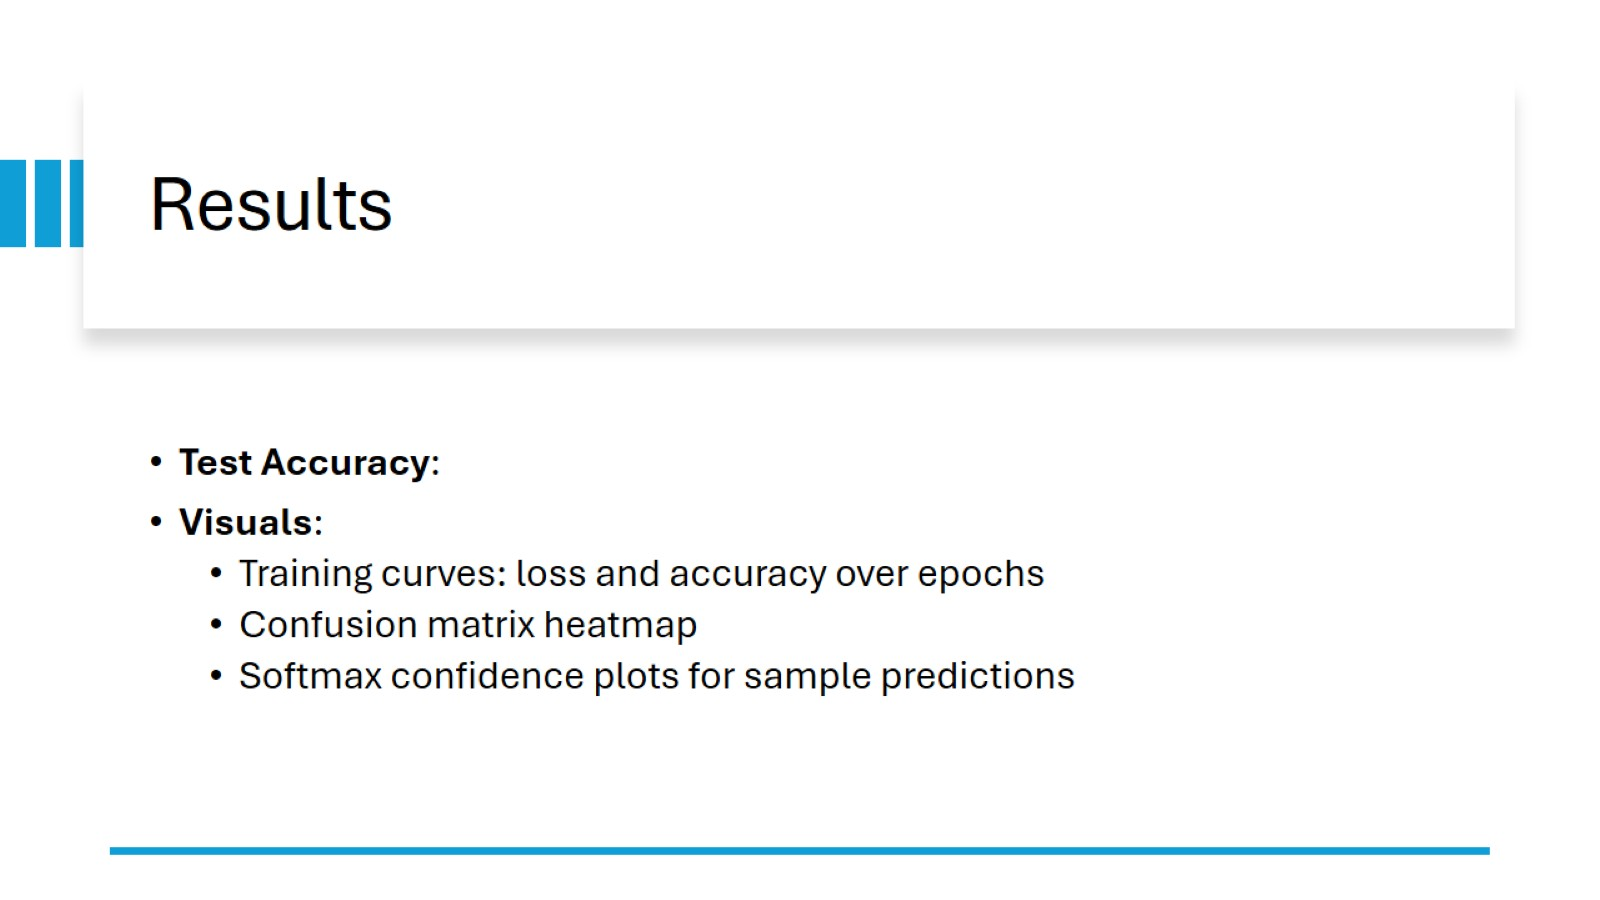 Results
• Test Accuracy:
• Visuals:
• Training curves: loss and accuracy over epochs
• Confusion matrix heatmap
• Softmax confidence plots for sample predictions